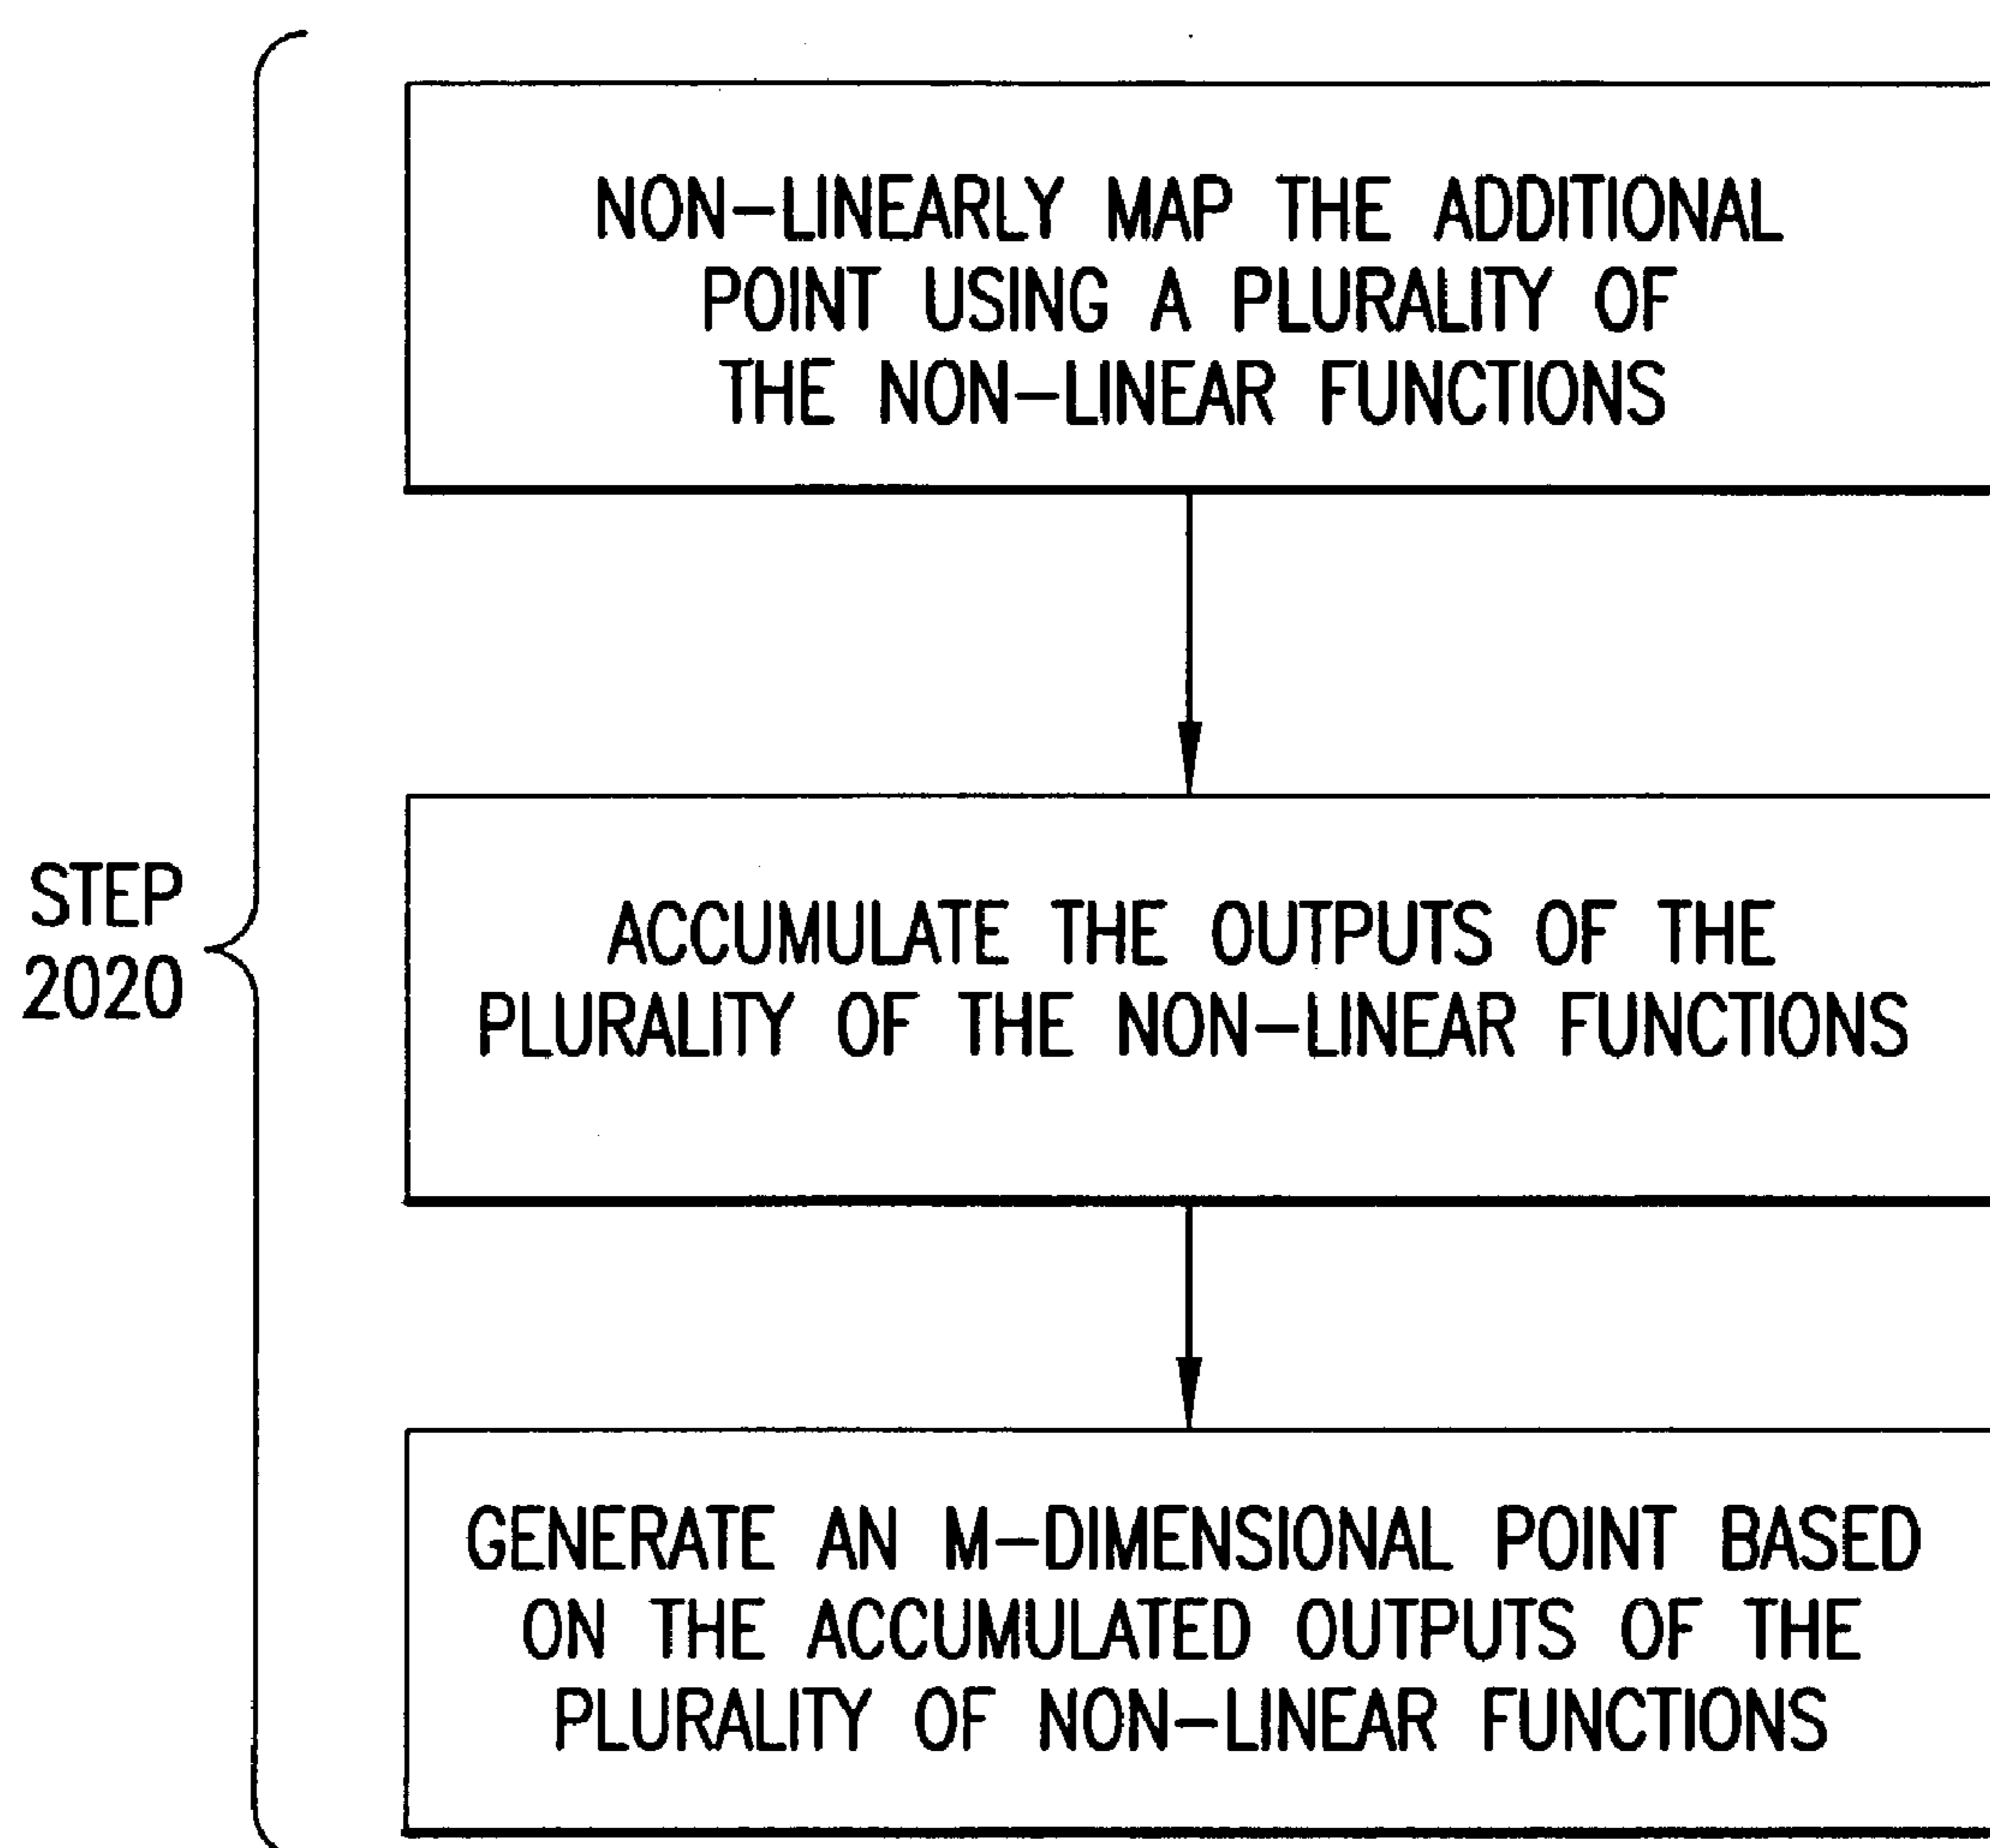 NON-LINEARLY MAP THE ADDITIONAL
POINT USING A PLURALITY OF
THE NON-LINEAR FUNCTIONS
STEP
2020
ACCUMULATE THE OUTPUTS OF THE
PLURALITY OF THE NON-LINEAR FUNCTIONS
GENERATE AN M-DIMENSIONAL POINT BASED
ON THE ACCUMULATED OUTPUTS OF THE
PLURALITY OF NON-LINEAR FUNCTIONS